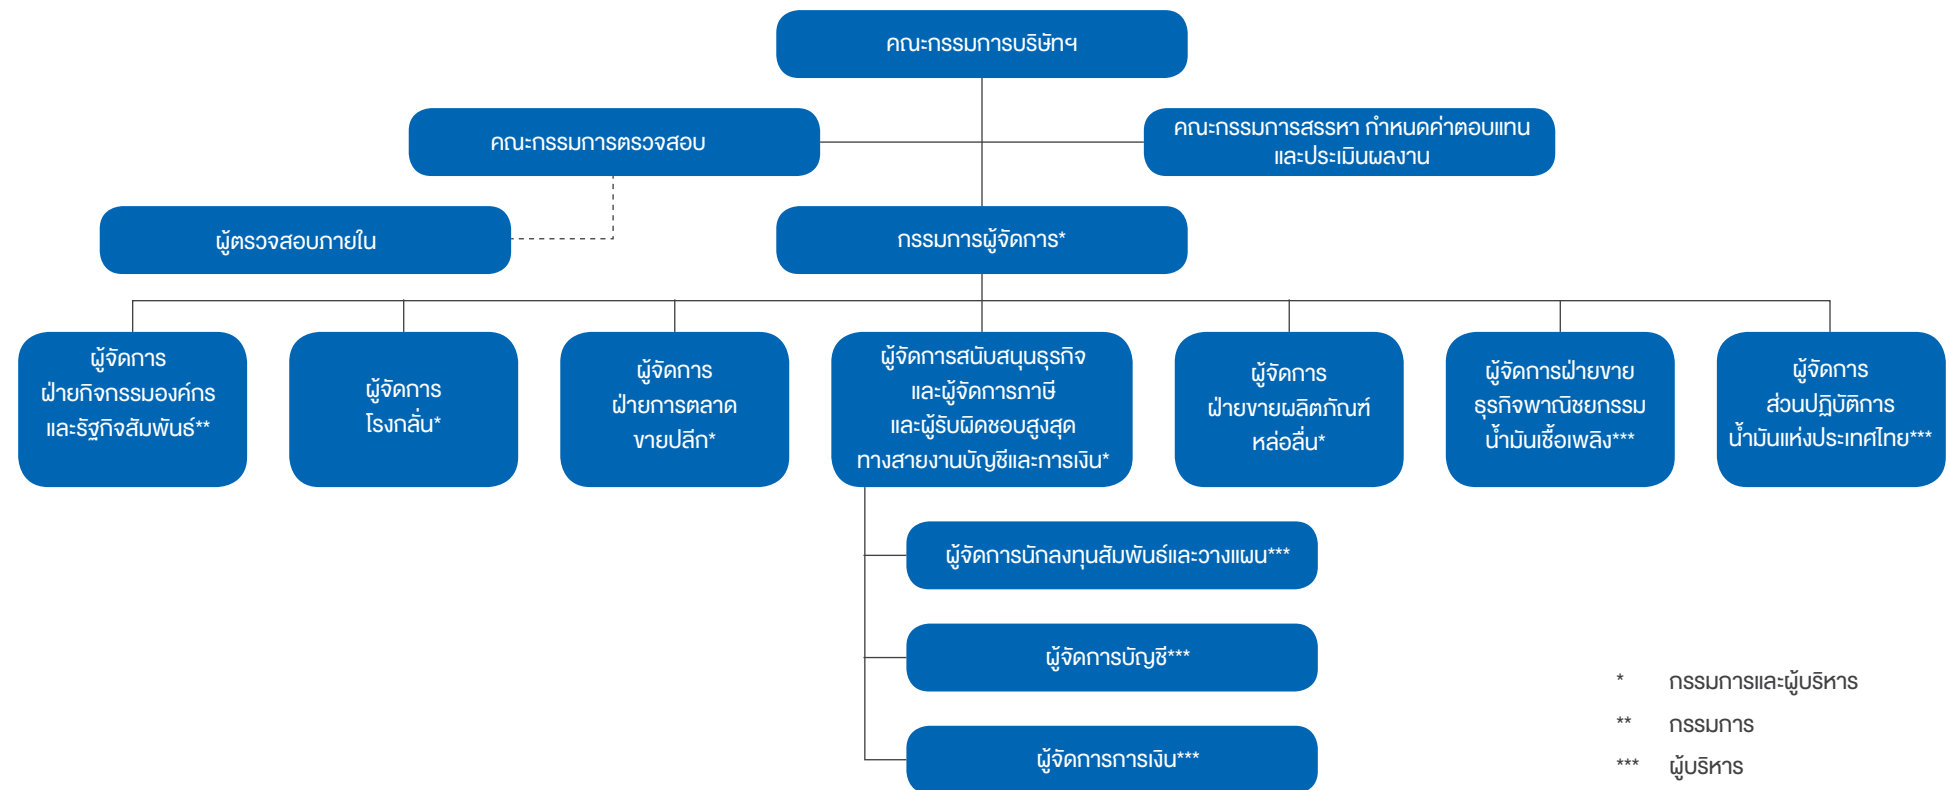 คณะกรรมการบริษัทฯ
คณะกรรมการตรวจสอบ
คณะกรรมการสรรหา กำหนดค่าตอบแทน
และประเมินผลงาน
ผู้ตรวจสอบภายใน
กรรมการผู้จัดการ*
ผู้จัดการ
ฝ่ายกิจกรรมองค์กร
และรัฐกิจสัมพันธ์**
ผู้จัดการ
โรงกลั่น*
ผู้จัดการ
ฝ่ายการตลาด
ขายปลีก*
ผู้จัดการสนับสนุนธุรกิจ
และผู้จัดการภาษี
และผู้รับผิดชอบสูงสุด
ทางสายงานบัญชีและการเงิน*
ผู้จัดการ
ฝ่ายขายผลิตภัณฑ์
หล่อลื่น*
ผู้จัดการฝ่ายขาย
ธุรกิจพาณิชยกรรม
น้ำมันเชื้อเพลิง***
ผู้จัดการ
ส่วนปฏิบัติการ
น้ำมันแห่งประเทศไทย***
ผู้จัดการนักลงทุนสัมพันธ์และวางแผน***
ผู้จัดการบัญชี***
ผู้จัดการการเงิน***
* กรรมการและผู้บริหาร
** กรรมการ
*** ผู้บริหาร